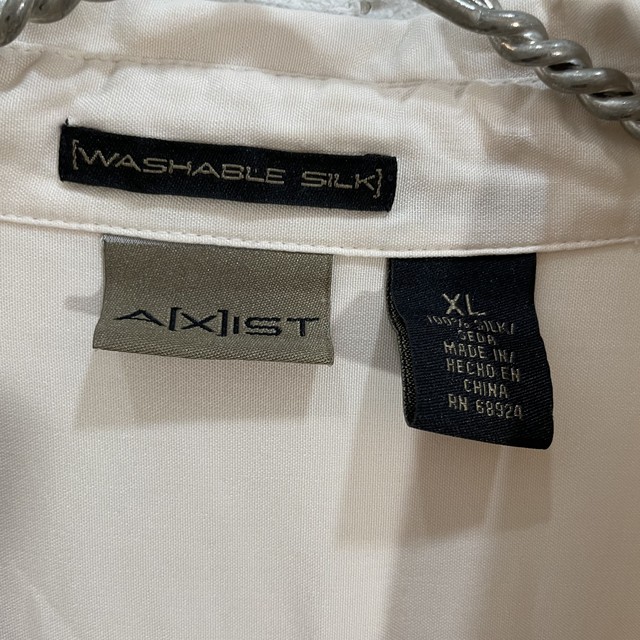 [WASHABLE SILK]
A[X]IST
XL
100% SILK/
SEDA
MADE IN/
HECHO EN
CHINA
RN 68924